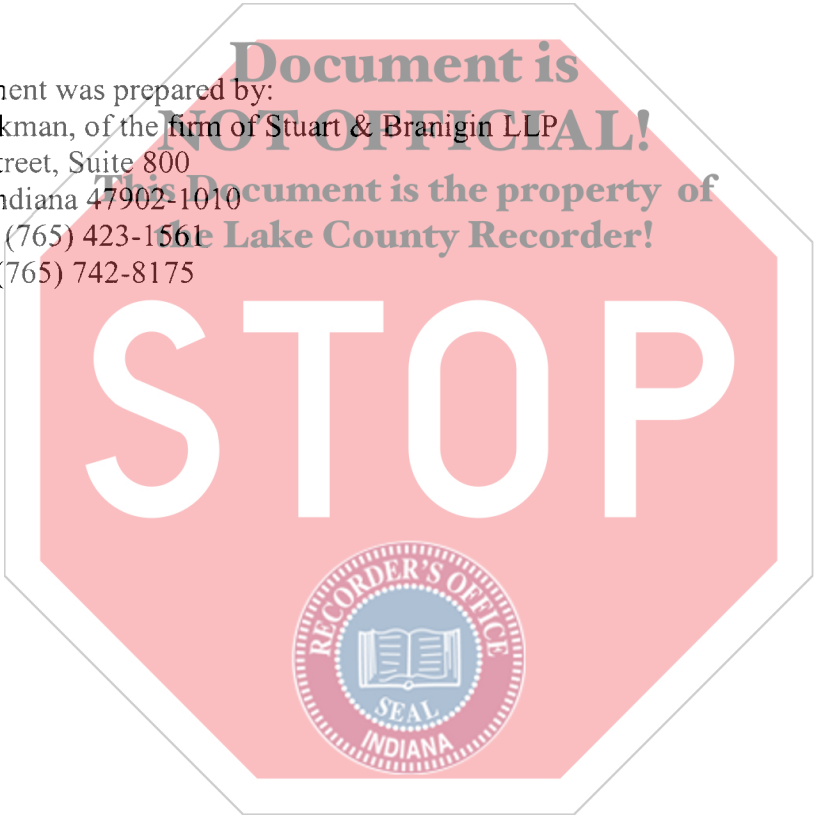 Document is
nent was prepared by:
kman, of the firm of Stuart & Branigin LLP
NOT OFFICIAL!
treet, Suite 800
This Document is the property of
ndiana 47902-1010
the Lake County Recorder!
(765) 423-1561
(765) 742-8175
STOP
RECORDER'S OFFICE
SEAL
INDIANA